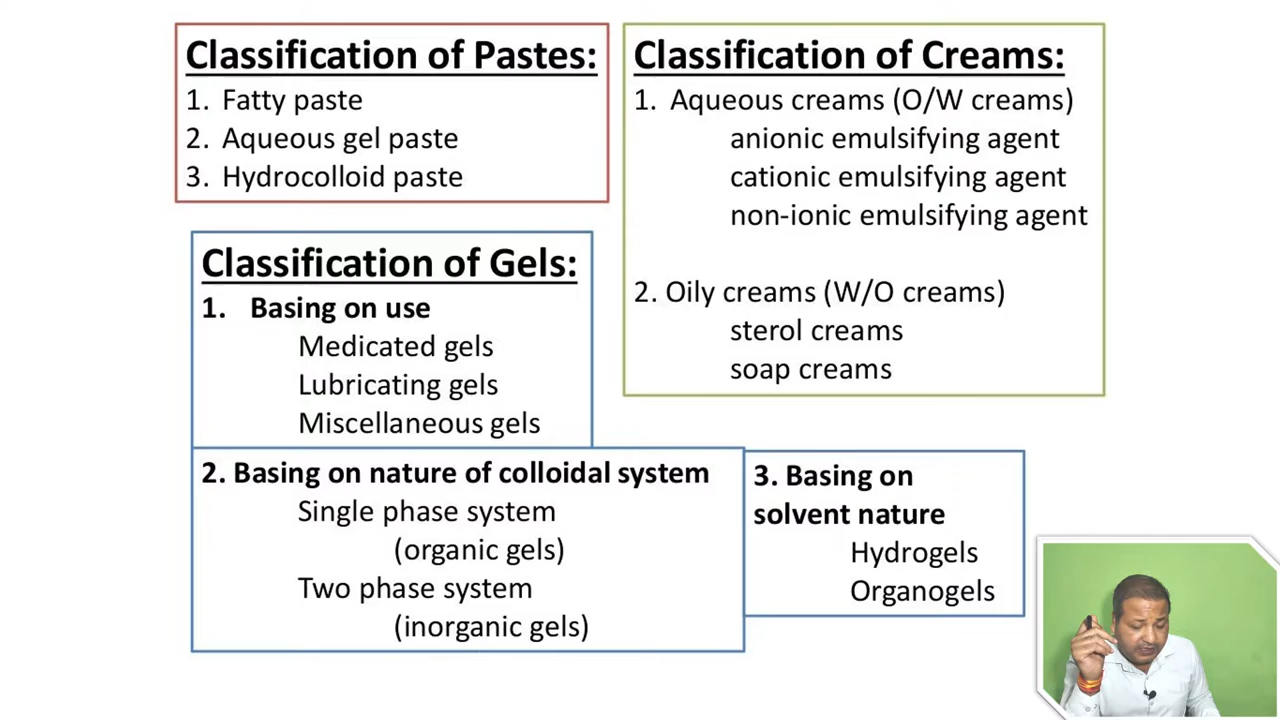 Classification of Pastes:
1. Fatty paste
2. Aqueous gel paste
3. Hydrocolloid paste
Classification of Creams:
1. Aqueous creams (O/W creams)
anionic emulsifying agent
cationic emulsifying agent
non-ionic emulsifying agent
2. Oily creams (W/O creams)
sterol creams
soap creams
Classification of Gels:
1. Basing on use
Medicated gels
Lubricating gels
Miscellaneous gels
2. Basing on nature of colloidal system
Single phase system
(organic gels)
Two phase system
(inorganic gels)
3. Basing on
solvent nature
Hydrogels
Organogels